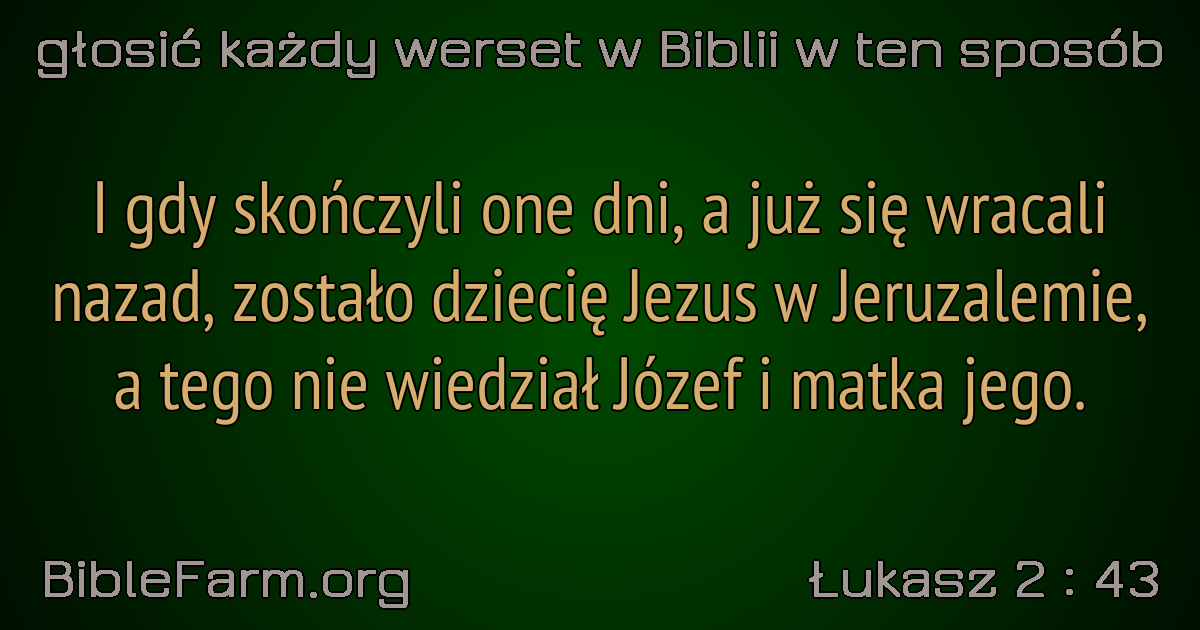 głosić każdy werset w Biblii w ten sposób
I gdy skończyli one dni, a już się wracali
nazad, zostało dziecię Jezus w Jeruzalemie,
a tego nie wiedział Józef i matka jego.
BibleFarm.org
Łukasz 2 : 43